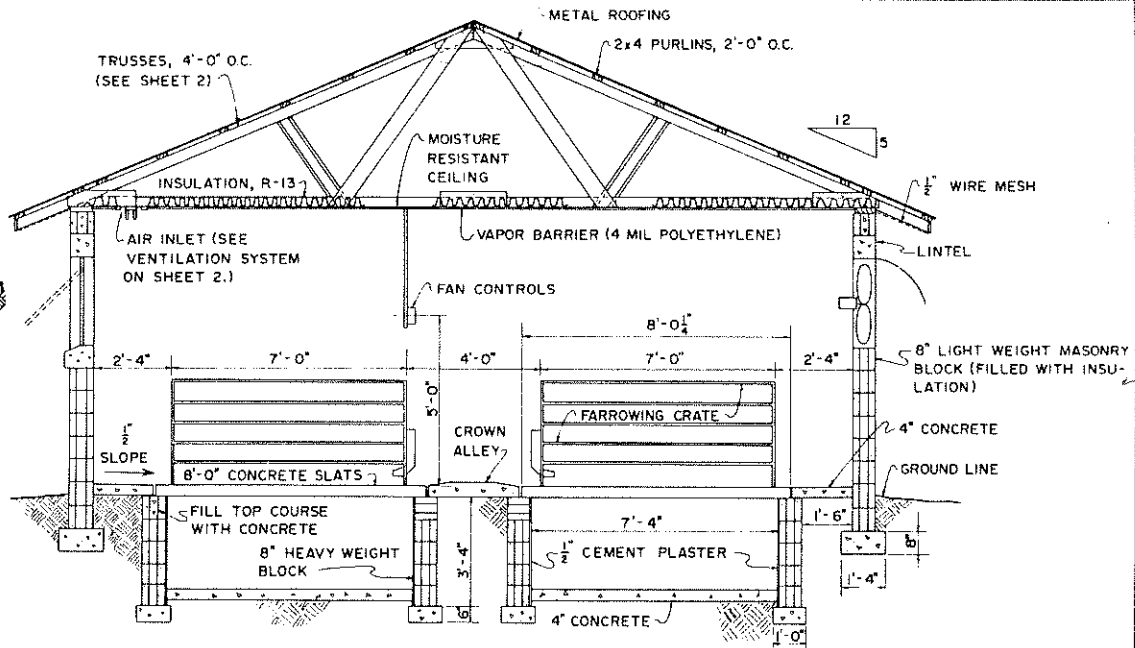 METAL ROOFING
2x4 PURLINS, 2'-0" O.C.
TRUSSES, 4'-0" O.C.
(SEE SHEET 2)
12
5
MOISTURE
RESISTANT
CEILING
INSULATION, R-13
1/2" WIRE MESH
AIR INLET (SEE
VENTILATION SYSTEM
ON SHEET 2.)
VAPOR BARRIER (4 MIL POLYETHYLENE)
LINTEL
FAN CONTROLS
8'-0 1/4"
2'-4"
7'-0"
4'-0"
7'-0"
2'-4"
8" LIGHT WEIGHT MASONRY
BLOCK (FILLED WITH INSU-
LATION)
5'-0"
FARROWING CRATE
4" CONCRETE
1/2"
SLOPE
CROWN
ALLEY
8'-0" CONCRETE SLATS
GROUND LINE
FILL TOP COURSE
WITH CONCRETE
7'-4"
1'-6"
8" HEAVY WEIGHT
BLOCK
3'-4"
1/2" CEMENT PLASTER
8"
1'-4"
6"
4" CONCRETE
1'-0"